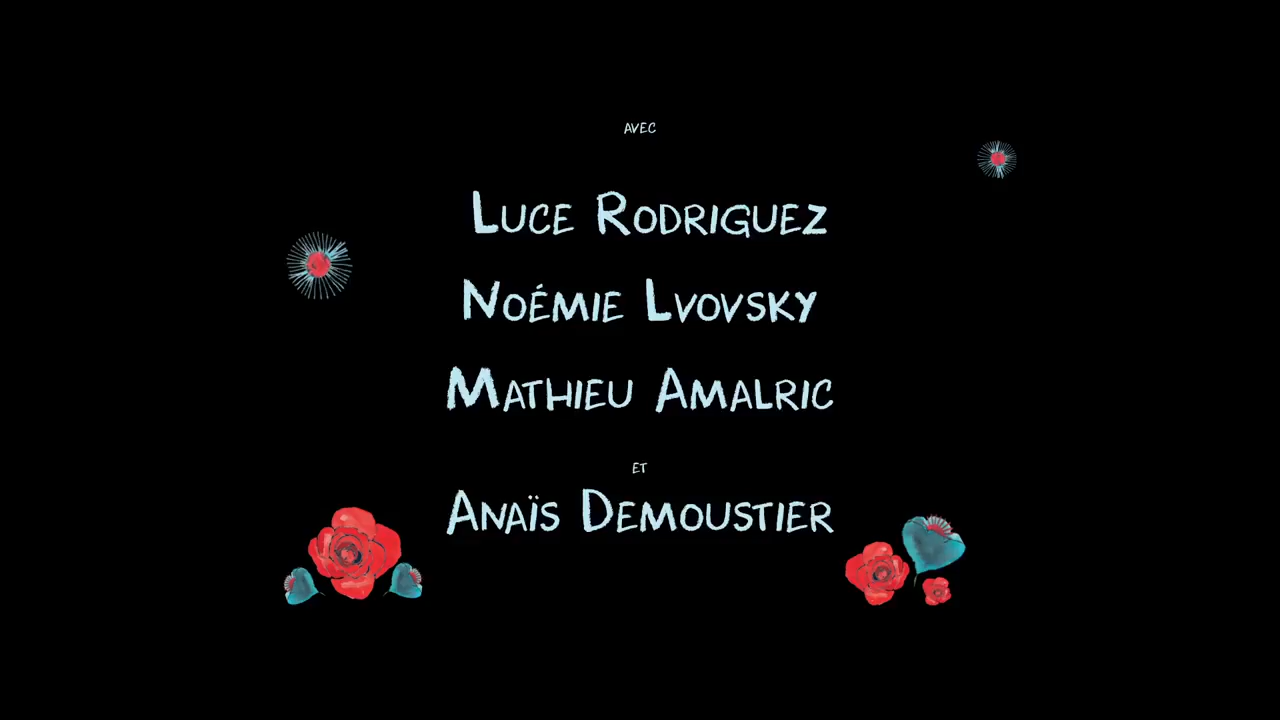 AVEC
LUCE RODRIGUEZ
NOÉMIE LVOVSKY
MATHIEU AMALRIC
ET
ANAÏS DEMOUSTIER